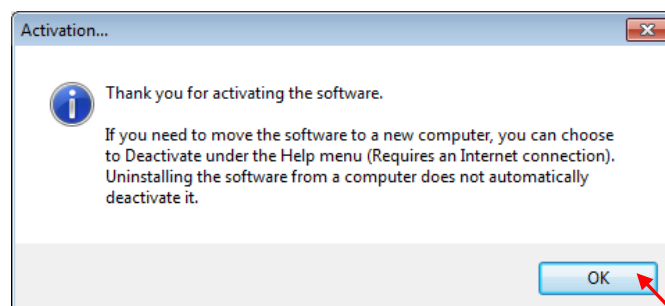 Activation...
Thank you for activating the software.
If you need to move the software to a new computer, you can choose
to Deactivate under the Help menu (Requires an Internet connection).
Uninstalling the software from a computer does not automatically
deactivate it.
OK